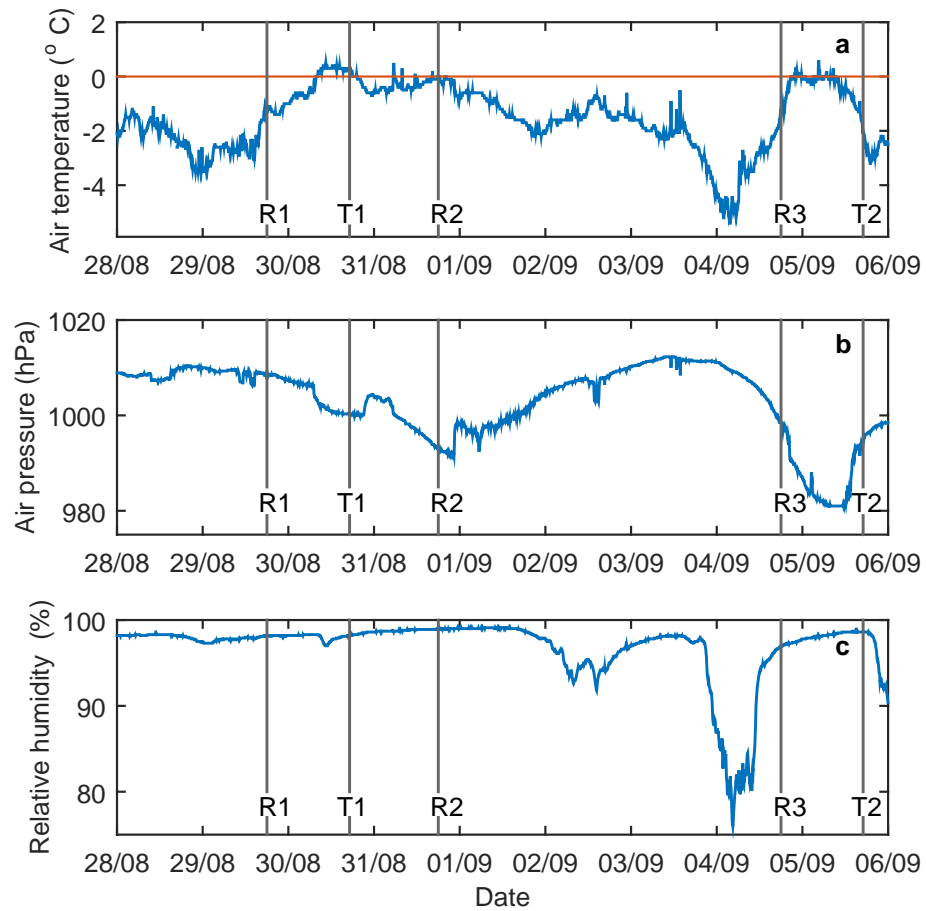 2
0
-2
-4
Air temperature (° C)
a
R1 T1 R2 R3 T2
28/08 29/08 30/08 31/08 01/09 02/09 03/09 04/09 05/09 06/09
1020
1000
980
Air pressure (hPa)
b
R1 T1 R2 R3 T2
28/08 29/08 30/08 31/08 01/09 02/09 03/09 04/09 05/09 06/09
100
90
80
Relative humidity (%)
c
R1 T1 R2 R3 T2
28/08 29/08 30/08 31/08 01/09 02/09 03/09 04/09 05/09 06/09
Date